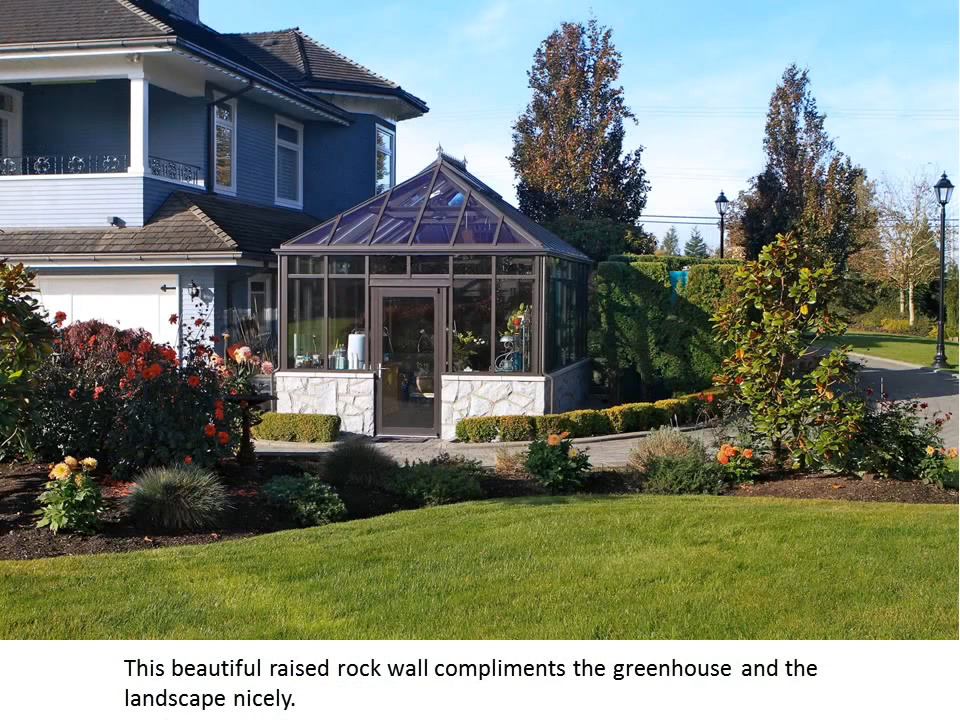 This beautiful raised rock wall compliments the greenhouse and the
landscape nicely.